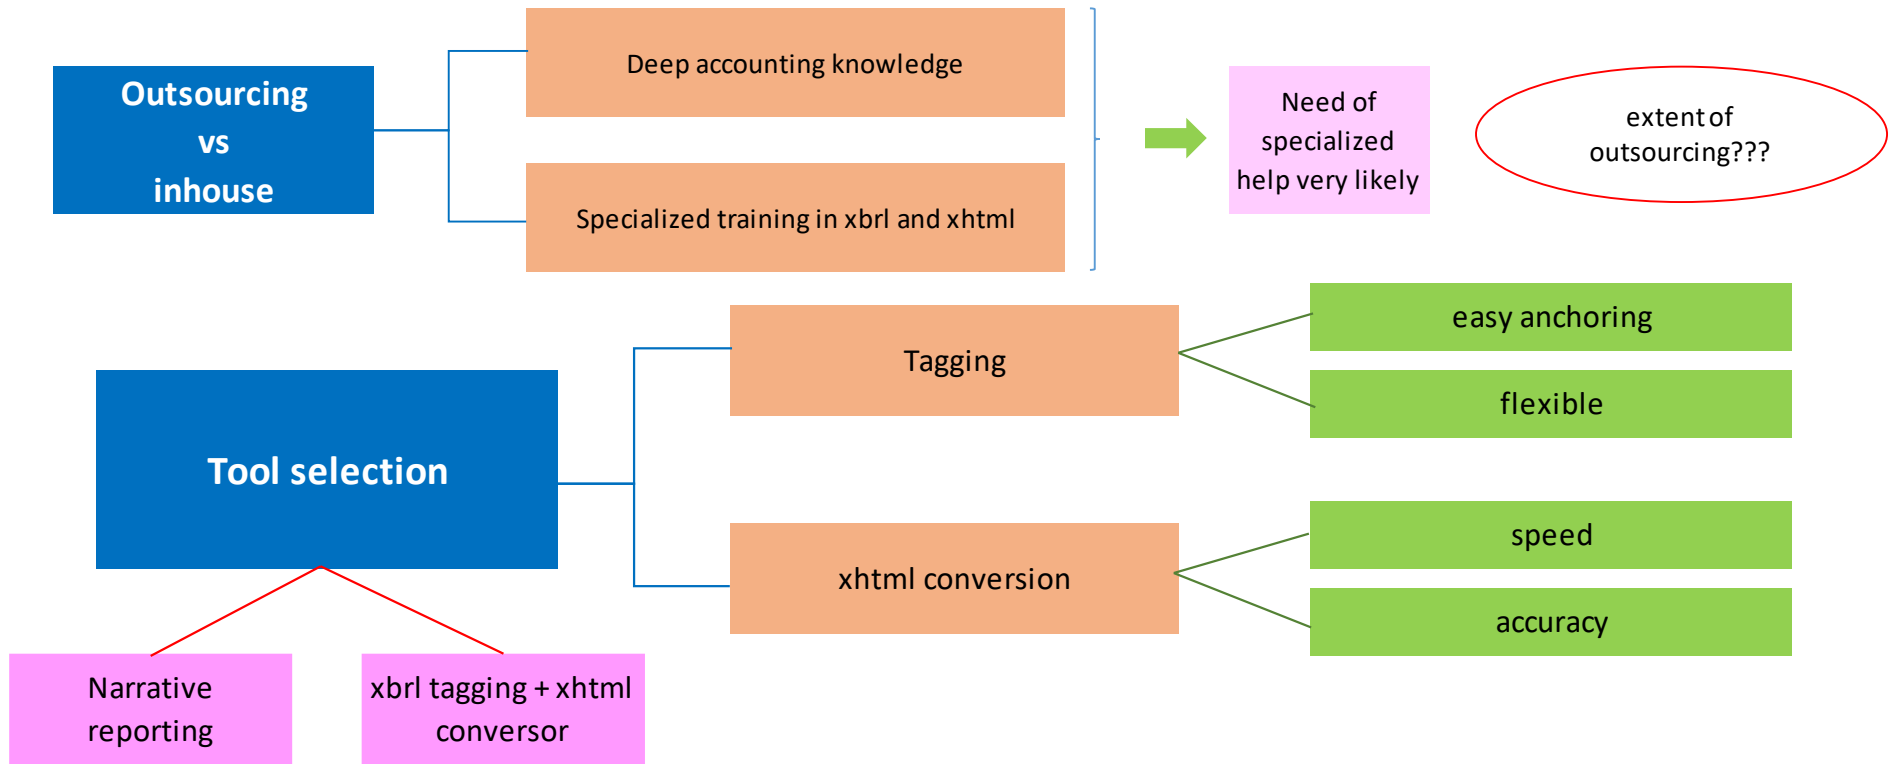 Outsourcing
vs
inhouse
Deep accounting knowledge
Specialized training in xbrl and xhtml
Need of
specialized
help very likely
extent of
outsourcing???
Tool selection
Tagging
easy anchoring
flexible
xhtml conversion
speed
accuracy
Narrative
reporting
xbrl tagging + xhtml
conversor